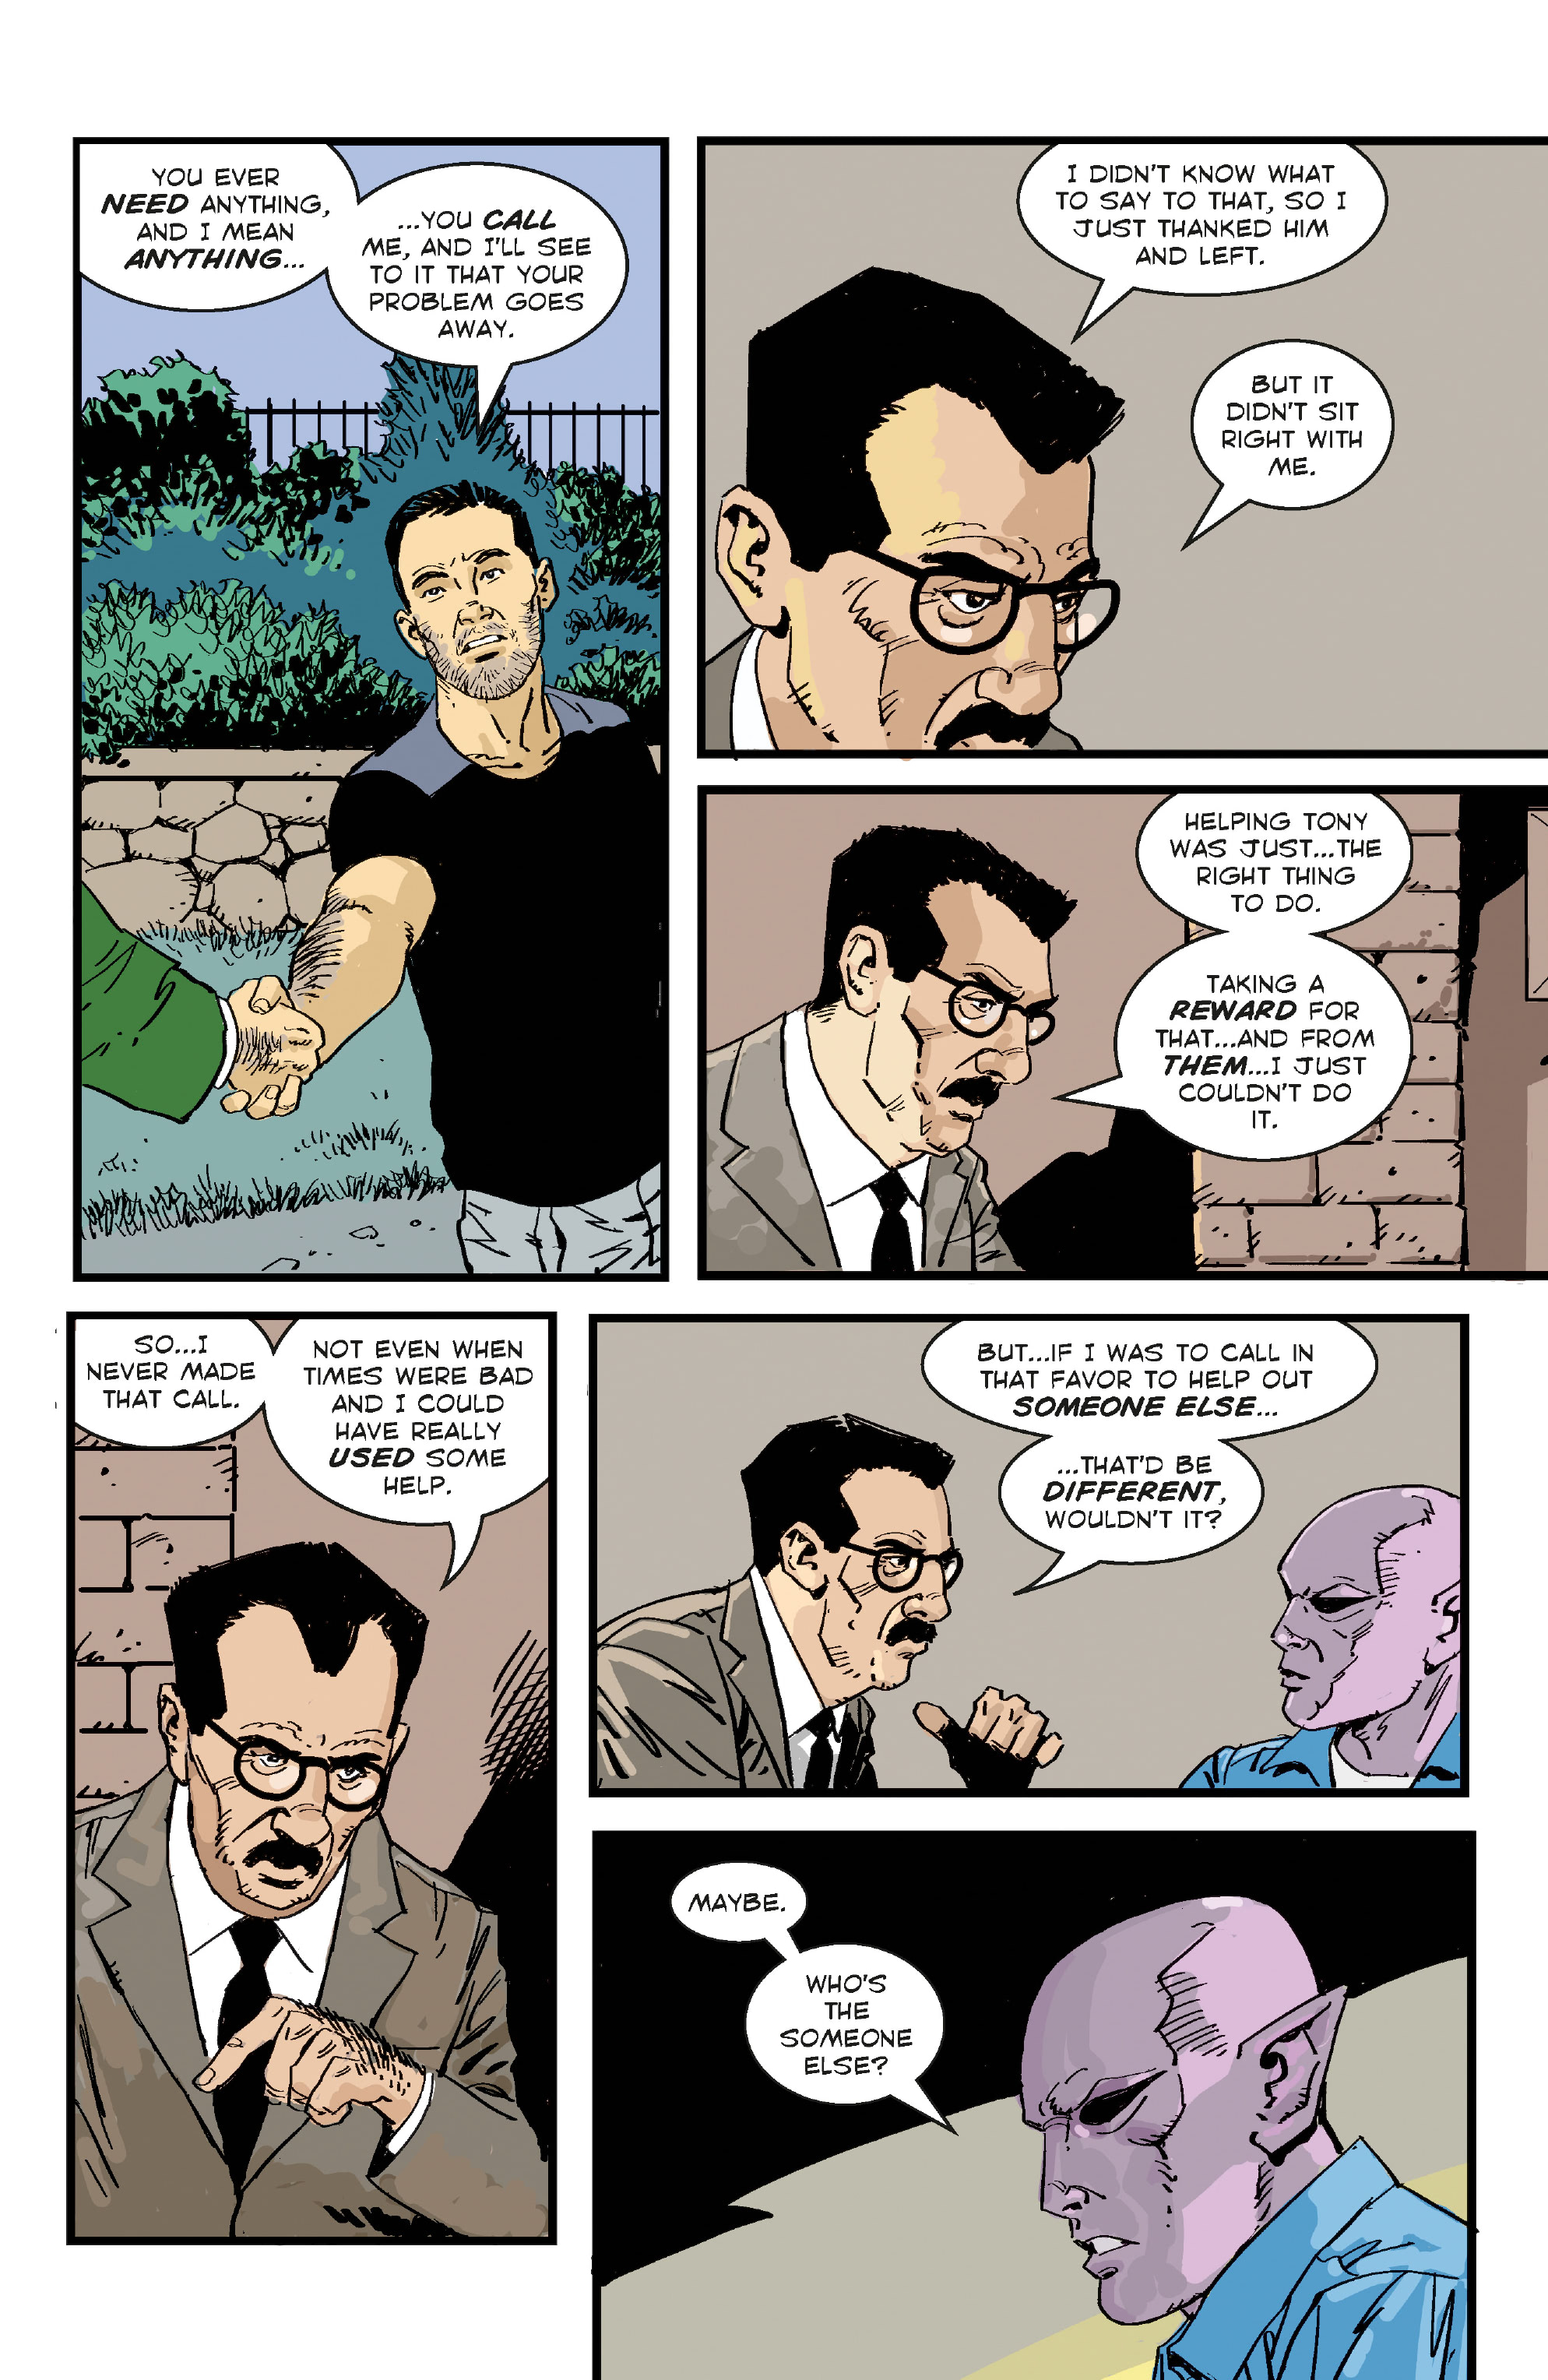 YOU EVER
NEED ANYTHING,
AND I MEAN
ANYTHING...
...YOU CALL
ME, AND I'LL SEE
TO IT THAT YOUR
PROBLEM GOES
AWAY.
I DIDN'T KNOW WHAT
TO SAY TO THAT, SO I
JUST THANKED HIM
AND LEFT.
BUT IT
DIDN'T SIT
RIGHT WITH
ME.
HELPING TONY
WAS JUST...THE
RIGHT THING
TO DO.
TAKING A
REWARD FOR
THAT...AND FROM
THEM...I JUST
COULDN'T DO
IT.
SO...I
NEVER MADE
THAT CALL.
NOT EVEN WHEN
TIMES WERE BAD
AND I COULD
HAVE REALLY
USED SOME
HELP.
BUT...IF I WAS TO CALL IN
THAT FAVOR TO HELP OUT
SOMEONE ELSE...
...THAT'D BE
DIFFERENT,
WOULDN'T IT?
MAYBE.
WHO'S
THE
SOMEONE
ELSE?